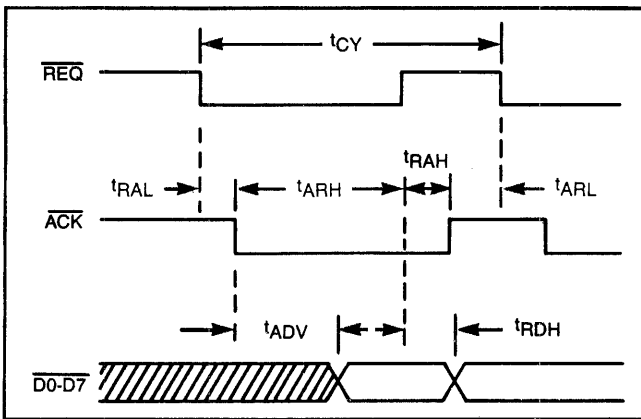 tCY
REQ
tRAH
tRAL
tARH
tARL
ACK
tADV
tRDH
D0-D7